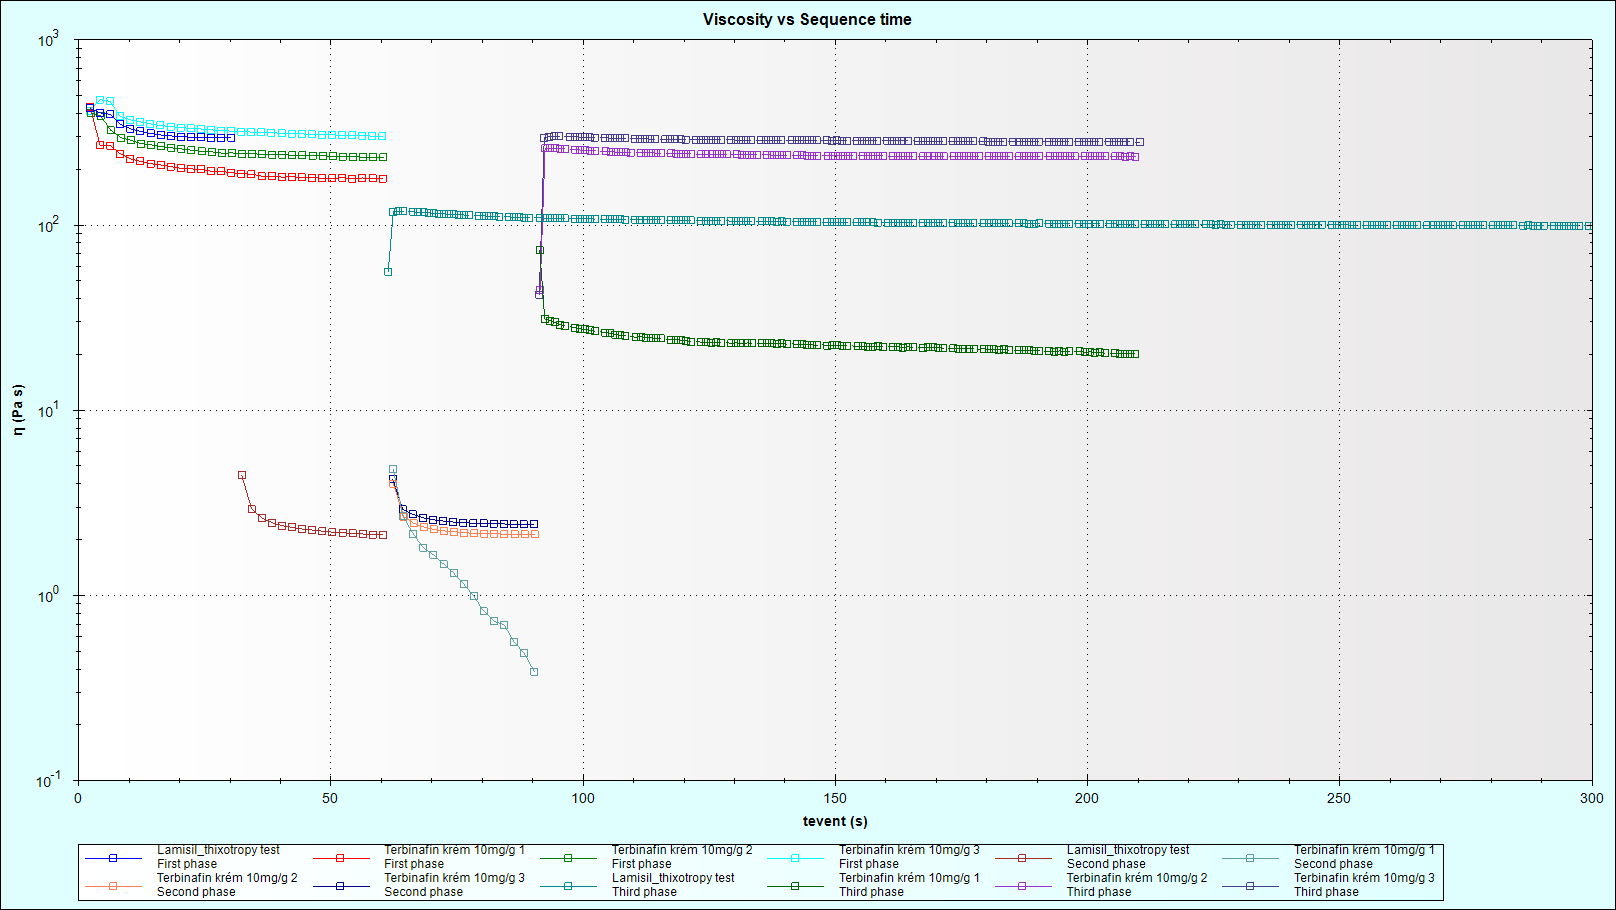 Viscosity vs Sequence time
10³
10²
10¹
10⁰
10⁻¹
η (Pa s)
0 50 100 150 200 250 300
tevent (s)
Lamisil_thixotropy test
First phase
Terbinafin krém 10mg/g 1
First phase
Terbinafin krém 10mg/g 2
First phase
Terbinafin krém 10mg/g 3
First phase
Lamisil_thixotropy test
Second phase
Terbinafin krém 10mg/g 1
Second phase
Terbinafin krém 10mg/g 2
Second phase
Terbinafin krém 10mg/g 3
Second phase
Lamisil_thixotropy test
Third phase
Terbinafin krém 10mg/g 1
Third phase
Terbinafin krém 10mg/g 2
Third phase
Terbinafin krém 10mg/g 3
Third phase